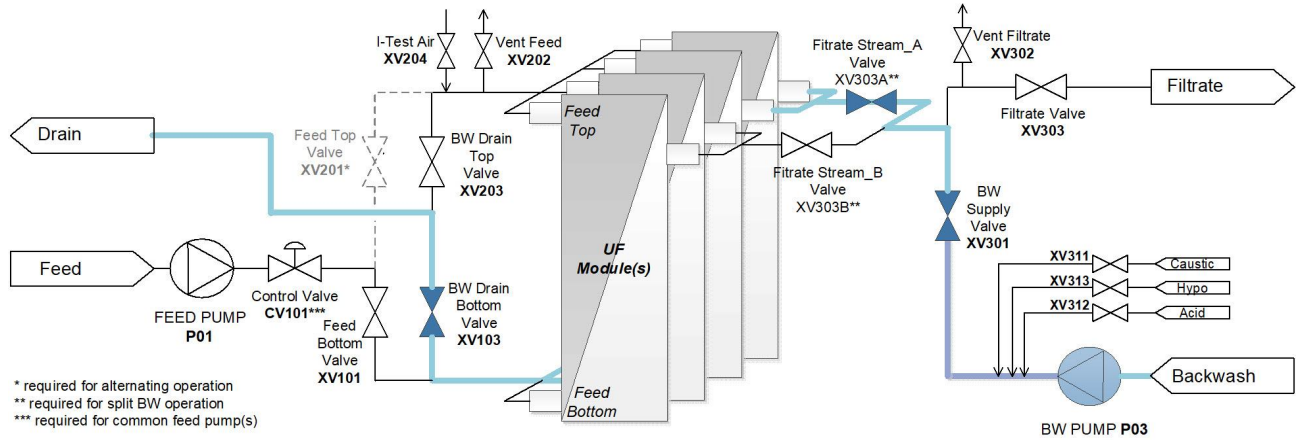 I-Test Air
XV204
Vent Feed
XV202
Fitrate Stream_A
Valve
XV303A**
Vent Filtrate
XV302
Filtrate
Filtrate Valve
XV303
Drain
Feed Top
Valve
XV201*
BW Drain
Top
Valve
XV203
Feed
Top
Fitrate Stream_B
Valve
XV303B**
BW
Supply
Valve
XV301
UF
Module(s)
Feed
FEED PUMP
P01
Control Valve
CV101***
Feed
Bottom
Valve
XV101
BW Drain
Bottom
Valve
XV103
Feed
Bottom
XV311
Caustic
XV313
Hypo
XV312
Acid
Backwash
BW PUMP P03
* required for alternating operation
** required for split BW operation
*** required for common feed pump(s)